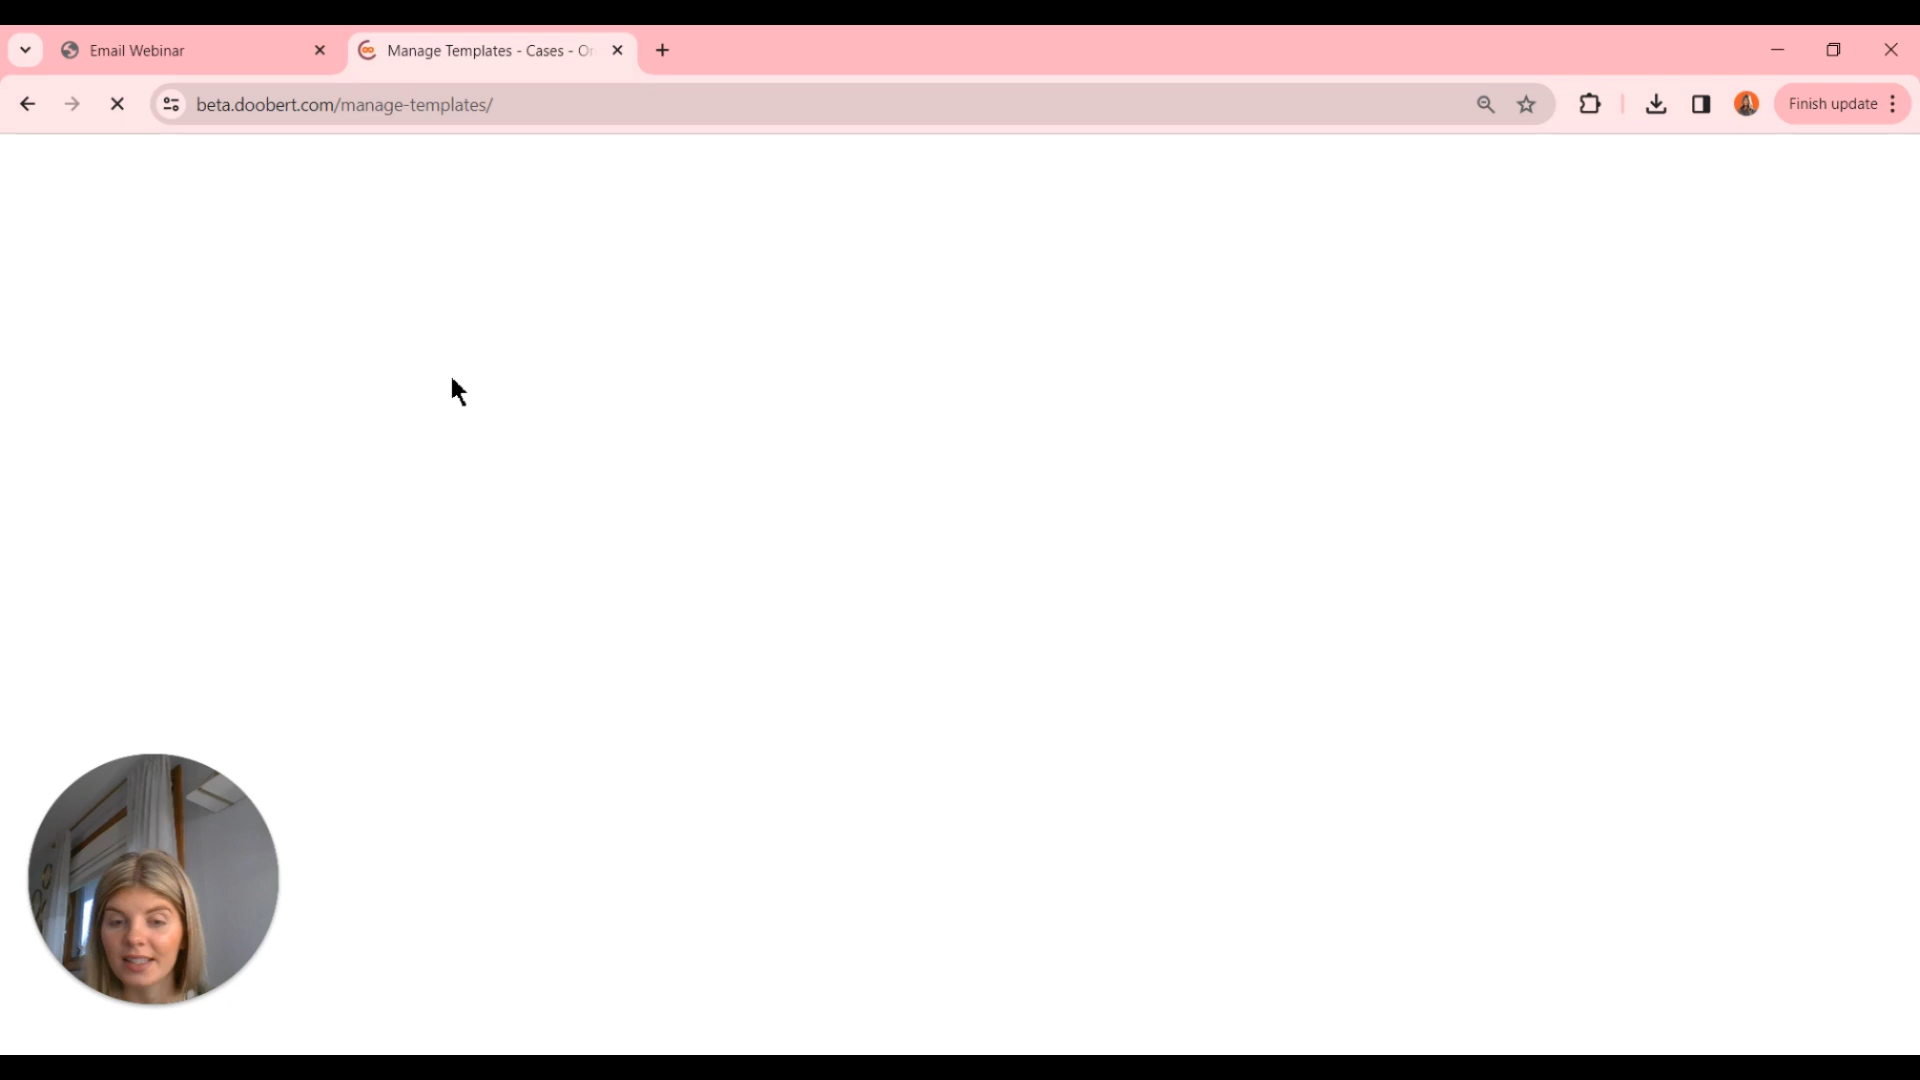 Email Webinar
Manage Templates - Cases - Or
beta.doobert.com/manage-templates/
Finish update